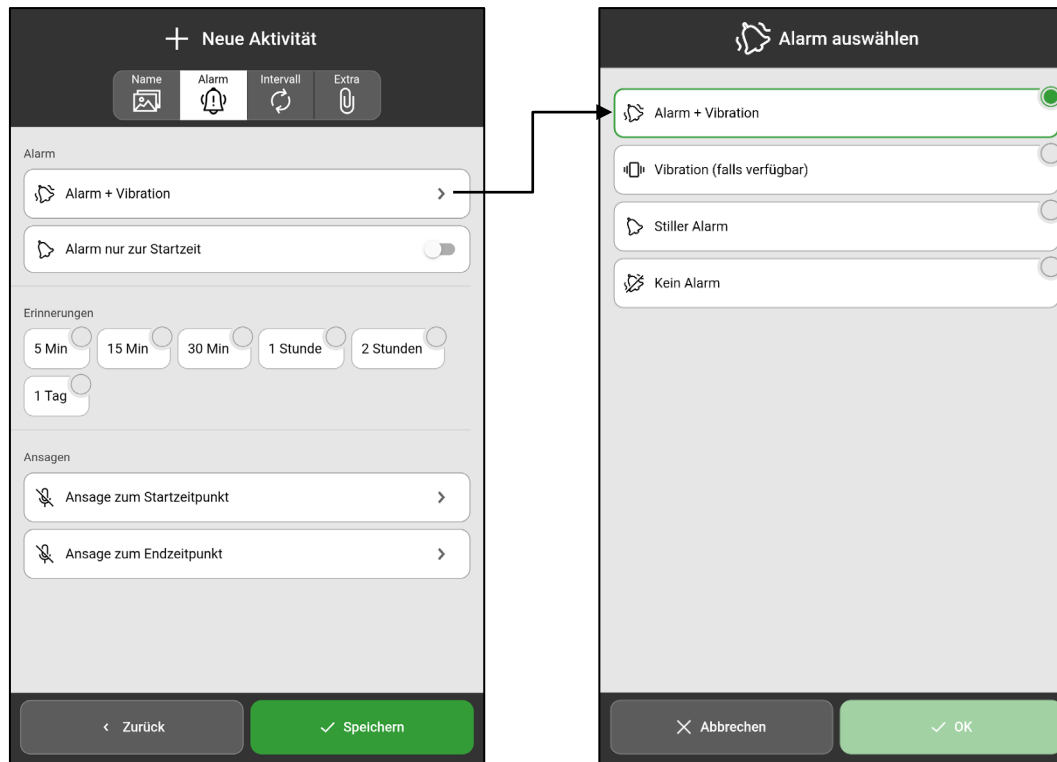 Neue Aktivität
Name Alarm Intervall Extra
Alarm
Alarm + Vibration
Alarm nur zur Startzeit
Erinnerungen
5 Min 15 Min 30 Min 1 Stunde 2 Stunden
1 Tag
Ansagen
Ansage zum Startzeitpunkt
Ansage zum Endzeitpunkt
Zurück Speichern
Alarm auswählen
Alarm + Vibration
Vibration (falls verfügbar)
Stiller Alarm
Kein Alarm
Abbrechen OK